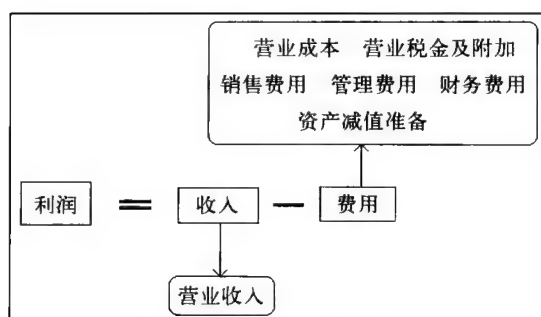 营业成本 营业税金及附加
销售费用 管理费用 财务费用
资产减值准备
利润 = 收入 — 费用
营业收入